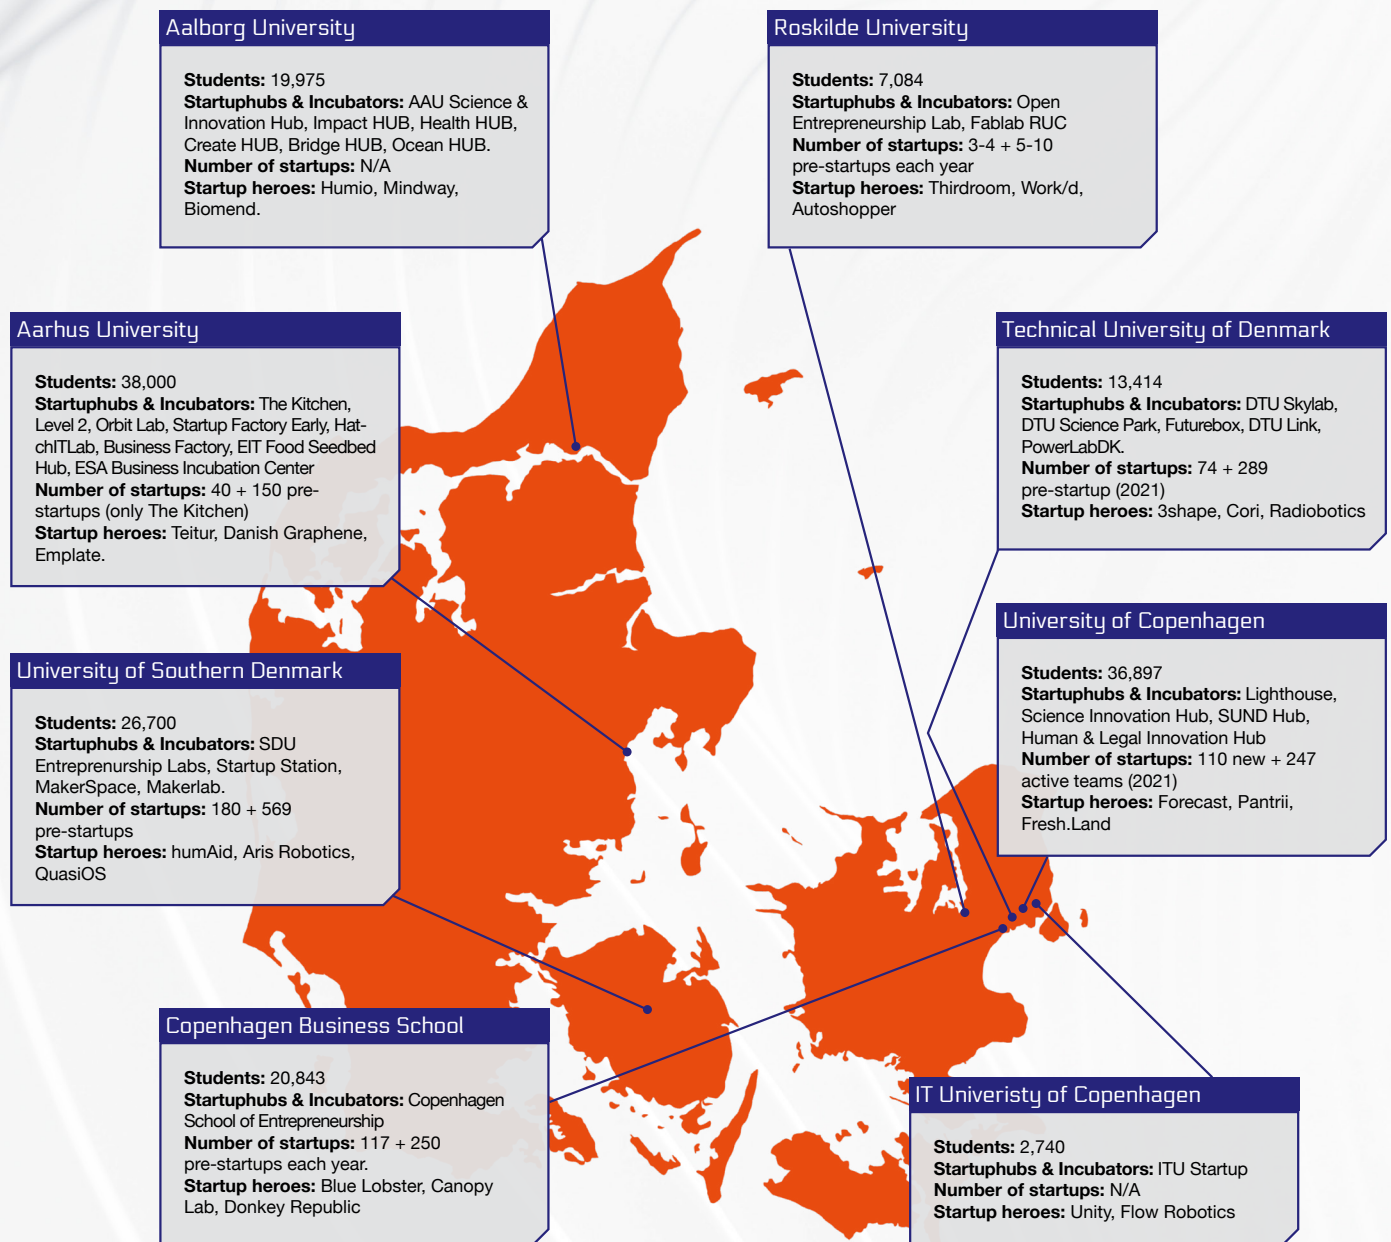 Aalborg University
Students: 19,975
Startuphubs & Incubators: AAU Science &
Innovation Hub, Impact HUB, Health HUB,
Create HUB, Bridge HUB, Ocean HUB.
Number of startups: N/A
Startup heroes: Humio, Mindway,
Biomend.
Roskilde University
Students: 7,084
Startuphubs & Incubators: Open
Entrepreneurship Lab, Fablab RUC
Number of startups: 3-4 + 5-10
pre-startups each year
Startup heroes: Thirdroom, Work/d,
Autoshopper
Aarhus University
Students: 38,000
Startuphubs & Incubators: The Kitchen,
Level 2, Orbit Lab, Startup Factory Early, Hat-
chITLab, Business Factory, EIT Food Seedbed
Hub, ESA Business Incubation Center
Number of startups: 40 + 150 pre-
startups (only The Kitchen)
Startup heroes: Teitur, Danish Graphene,
Emplate.
Technical University of Denmark
Students: 13,414
Startuphubs & Incubators: DTU Skylab,
DTU Science Park, Futurebox, DTU Link,
PowerLabDK.
Number of startups: 74 + 289
pre-startup (2021)
Startup heroes: 3shape, Cori, Radiobotics
University of Southern Denmark
Students: 26,700
Startuphubs & Incubators: SDU
Entreprenurship Labs, Startup Station,
MakerSpace, Makerlab.
Number of startups: 180 + 569
pre-startups
Startup heroes: humAid, Aris Robotics,
QuasiOS
University of Copenhagen
Students: 36,897
Startuphubs & Incubators: Lighthouse,
Science Innovation Hub, SUND Hub,
Human & Legal Innovation Hub
Number of startups: 110 new + 247
active teams (2021)
Startup heroes: Forecast, Pantrii,
Fresh.Land
Copenhagen Business School
Students: 20,843
Startuphubs & Incubators: Copenhagen
School of Entrepreneurship
Number of startups: 117 + 250
pre-startups each year.
Startup heroes: Blue Lobster, Canopy
Lab, Donkey Republic
IT Univeristy of Copenhagen
Students: 2,740
Startuphubs & Incubators: ITU Startup
Number of startups: N/A
Startup heroes: Unity, Flow Robotics